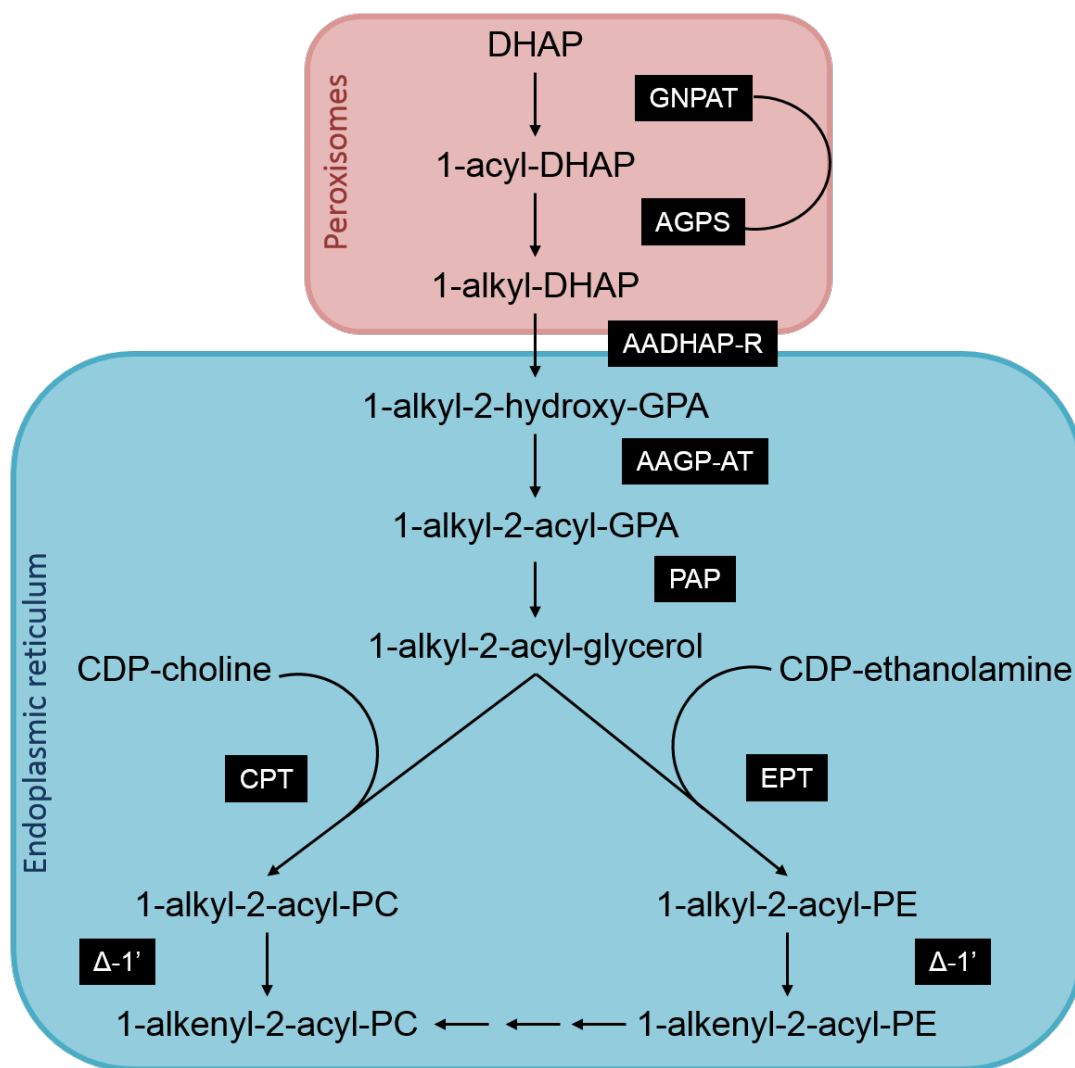 DHAP
GNPAT
Peroxisomes
1-acyl-DHAP
AGPS
1-alkyl-DHAP
AADHAP-R
1-alkyl-2-hydroxy-GPA
AAGP-AT
1-alkyl-2-acyl-GPA
PAP
Endoplasmic reticulum
1-alkyl-2-acyl-glycerol
CDP-choline
CDP-ethanolamine
CPT
EPT
1-alkyl-2-acyl-PC
1-alkyl-2-acyl-PE
Δ-1’
Δ-1’
1-alkenyl-2-acyl-PC
1-alkenyl-2-acyl-PE